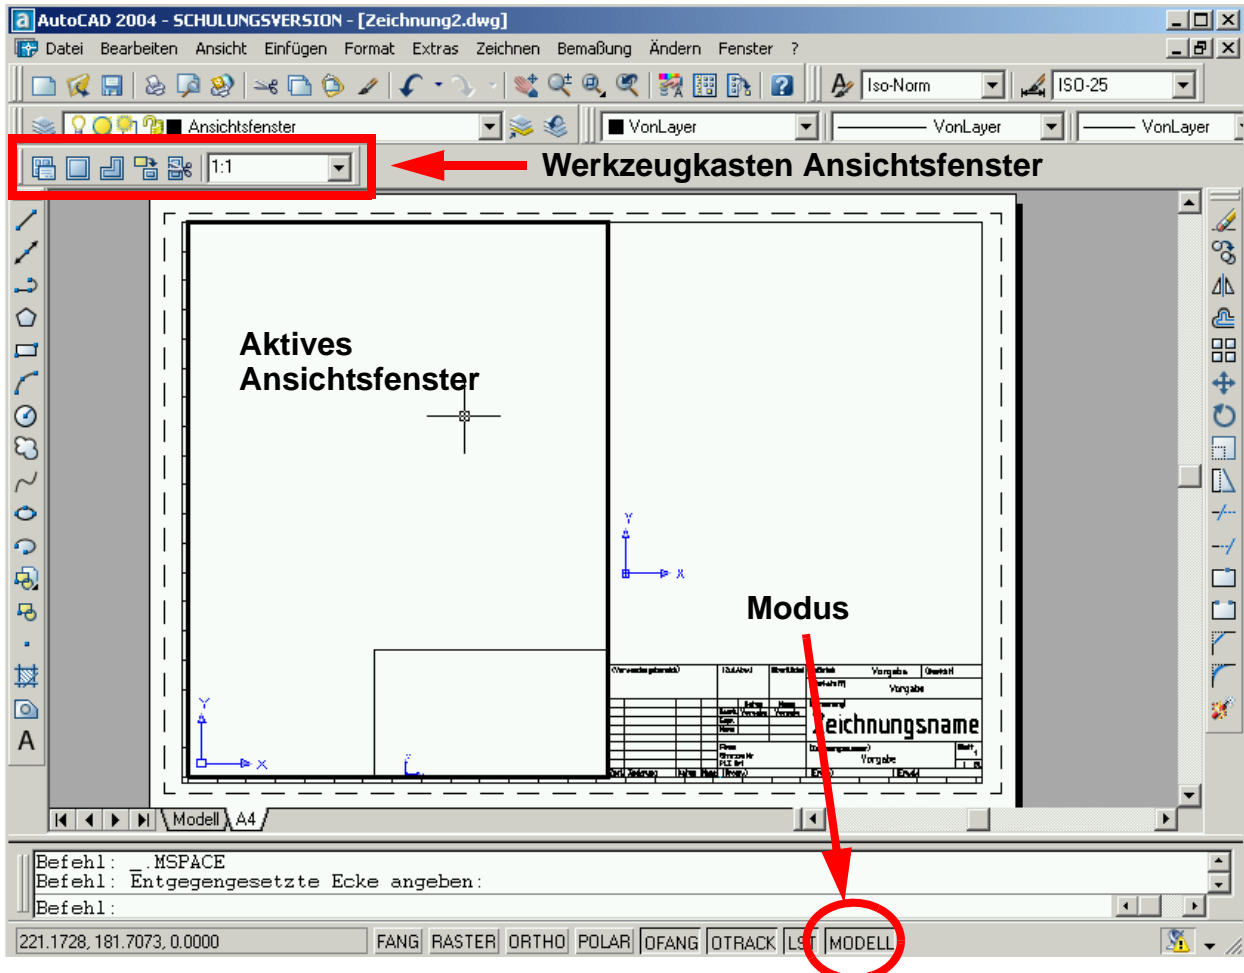 AutoCAD 2004 - SCHULUNGSVERSION - [Zeichnung2.dwg]
Datei Bearbeiten Ansicht Einfügen Format Extras Zeichnen Bemaßung Ändern Fenster ?
Iso-Norm ISO-25
Ansichtsfenster VonLayer VonLayer VonLayer
1:1 Werkzeugkasten Ansichtsfenster
Aktives
Ansichtsfenster
Y
X
Modus
Vorgabe
Vorgabe
Zeichnungsname
Vorgabe
Y
X
A
Modell A4
Befehl: _.MSPACE
Befehl: Entgegengesetzte Ecke angeben:
Befehl:
221.1728, 181.7073, 0.0000 FANG RASTER ORTHO POLAR OFANG OTRACK LST MODELL